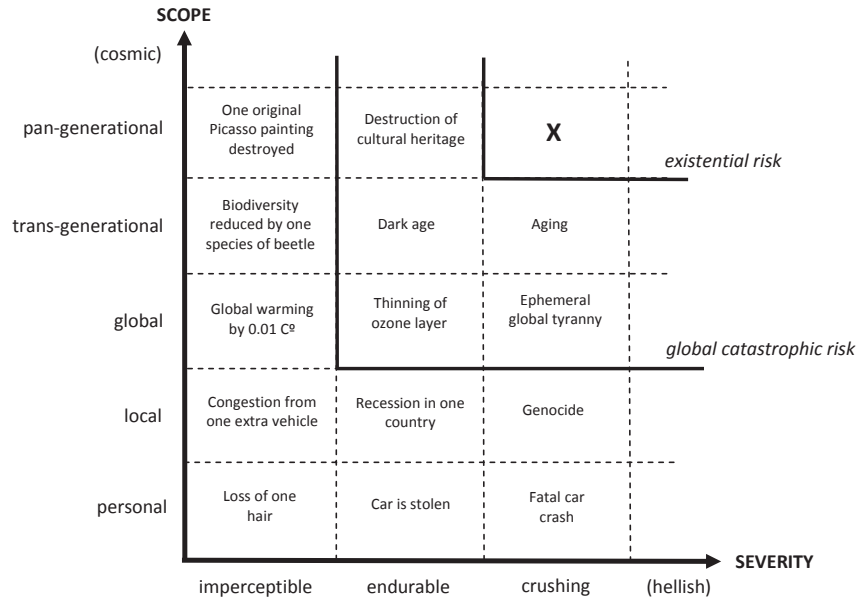 SCOPE
(cosmic)
pan-generational
One original
Picasso painting
destroyed
Destruction of
cultural heritage
X
existential risk
trans-generational
Biodiversity
reduced by one
species of beetle
Dark age
Aging
global
Global warming
by 0.01 Cº
Thinning of
ozone layer
Ephemeral
global tyranny
global catastrophic risk
local
Congestion from
one extra vehicle
Recession in one
country
Genocide
personal
Loss of one
hair
Car is stolen
Fatal car
crash
SEVERITY
imperceptible
endurable
crushing
(hellish)